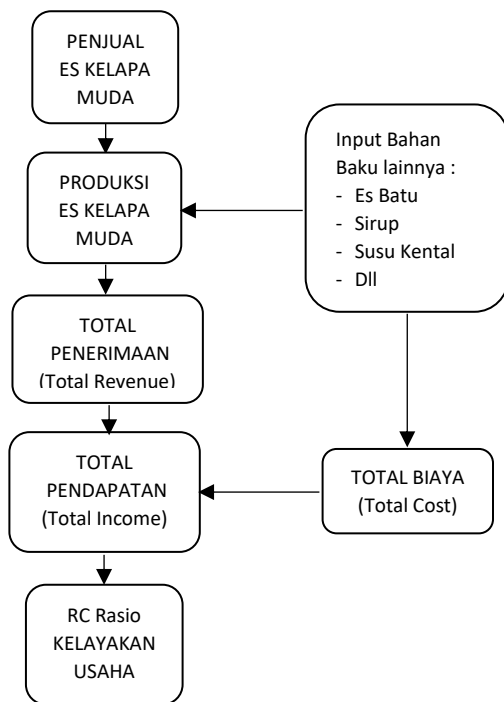 PENJUAL
ES KELAPA
MUDA
PRODUKSI
ES KELAPA
MUDA
Input Bahan
Baku lainnya :
- Es Batu
- Sirup
- Susu Kental
- Dll
TOTAL
PENERIMAAN
(Total Revenue)
TOTAL
PENDAPATAN
(Total Income)
TOTAL BIAYA
(Total Cost)
RC Rasio
KELAYAKAN
USAHA